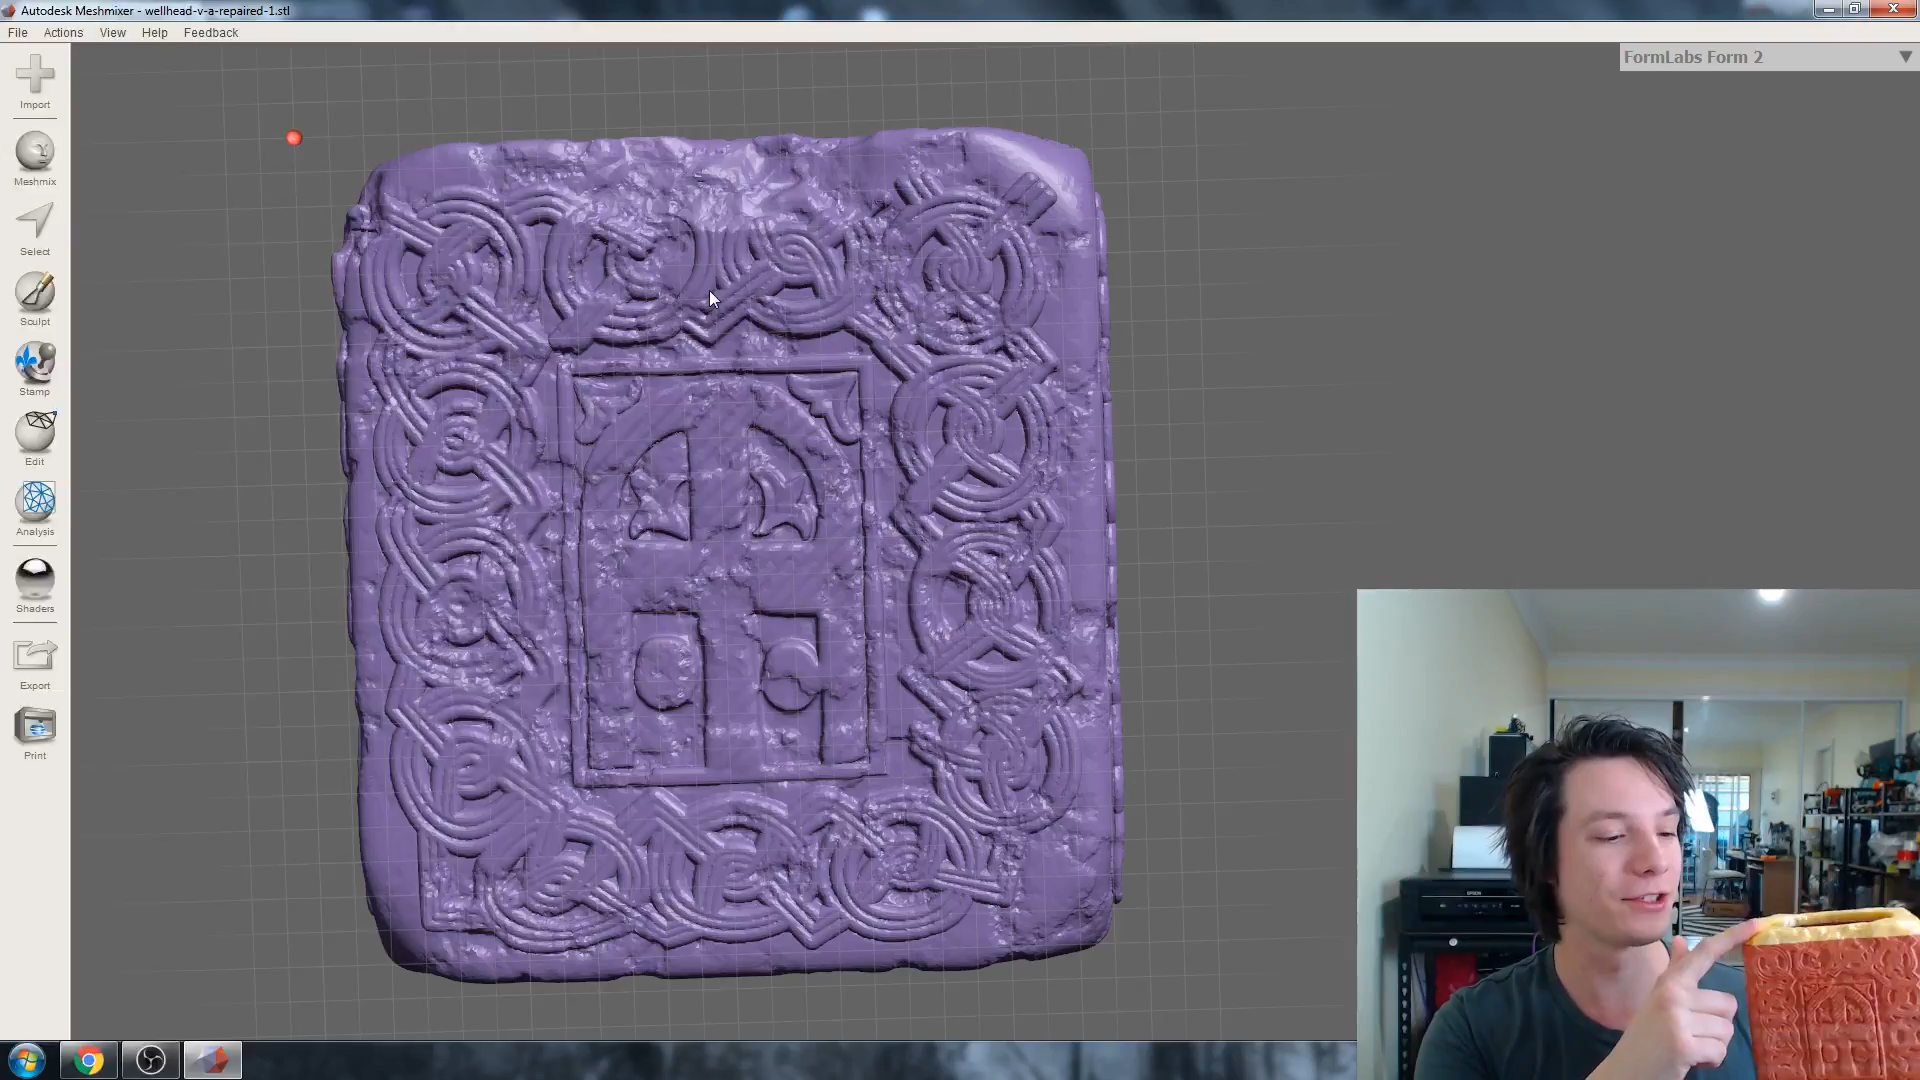 Autodesk Meshmixer - wellhead-v-a-repaired-1.stl
File Actions View Help Feedback
FormLabs Form 2
Import
Meshmix
Select
Sculpt
Stamp
Edit
Analysis
Shaders
Export
Print
EPSON